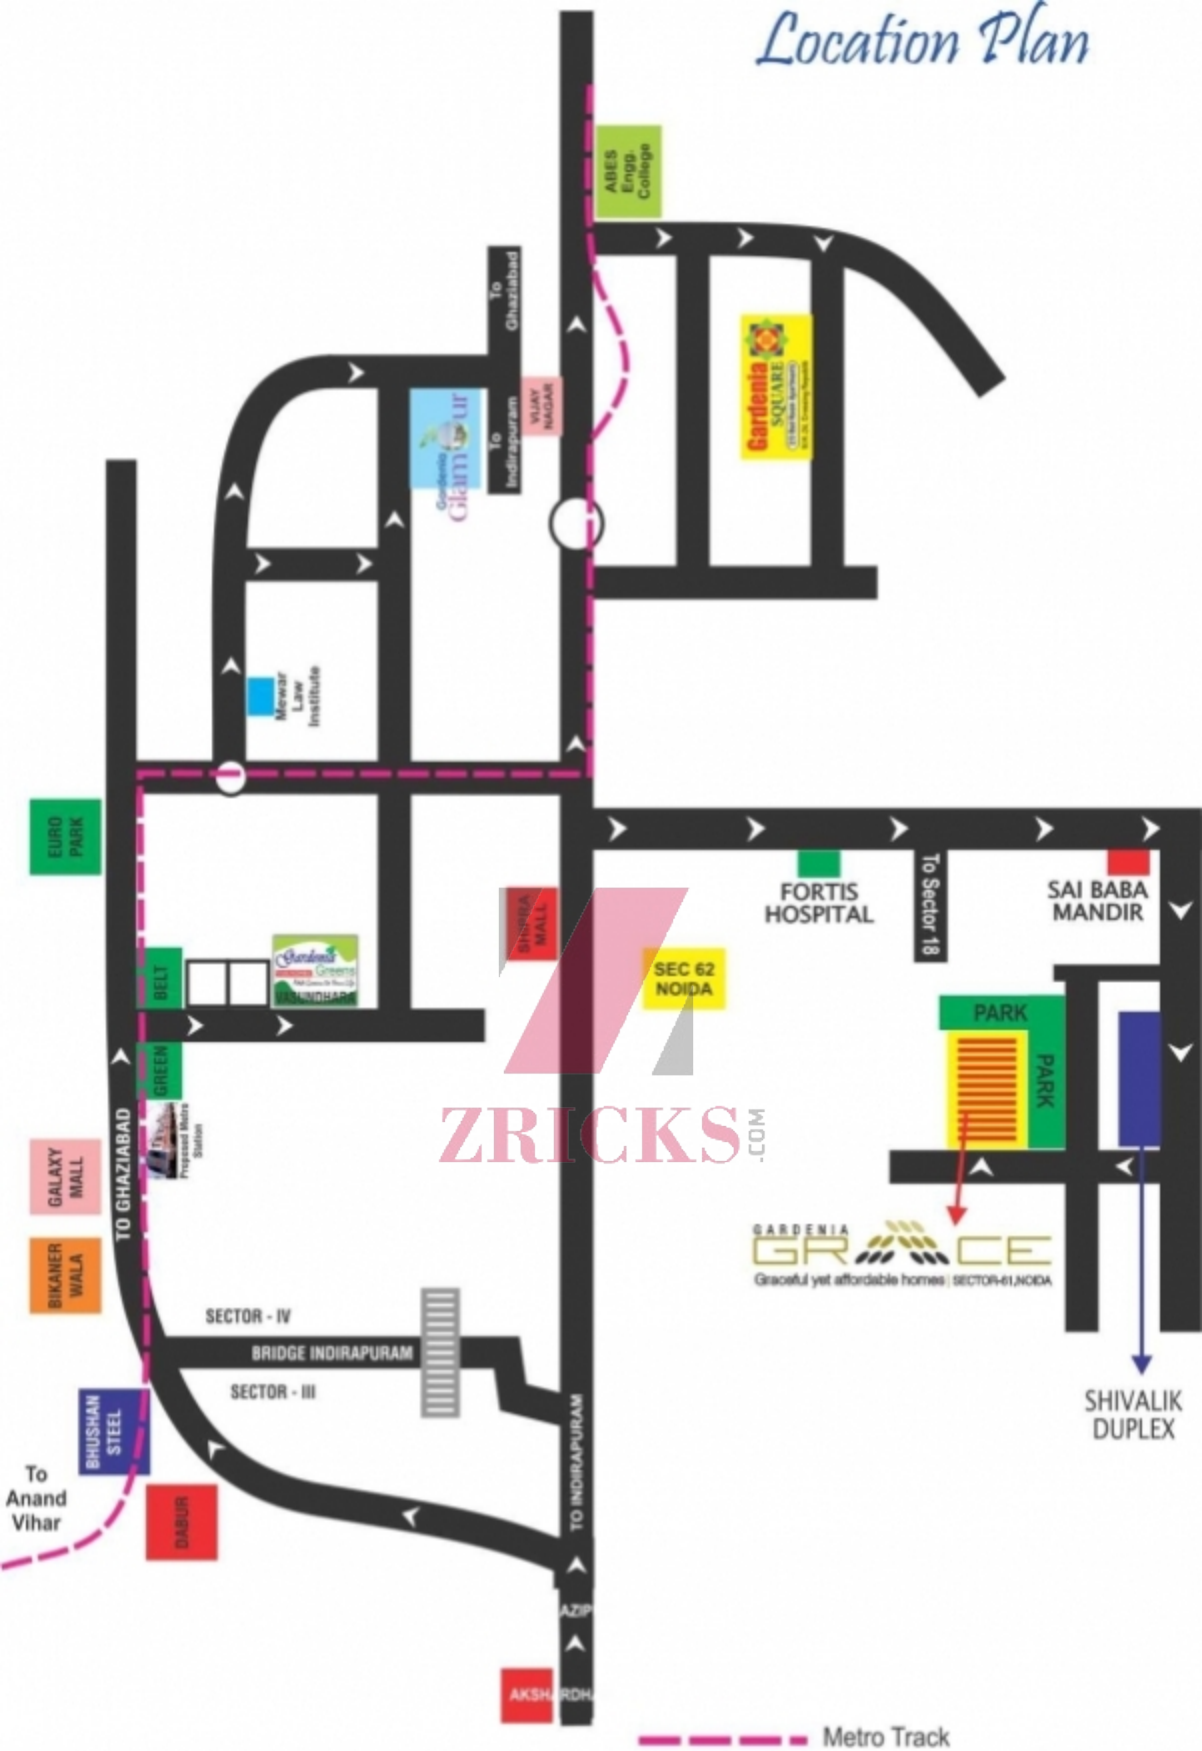 Location Plan
ABES
Engg.
College
To
Ghaziabad
To
Indirapuram
VIJAY
NAGAR
Gardenia
Glamour
Gardenia
SQUARE
Mewar
Law
Institute
EURO
PARK
SHIPRA
MALL
FORTIS
HOSPITAL
To Sector 18
SAI BABA
MANDIR
SEC 62
NOIDA
BELT
Gardenia
Greens
VASUNDHARA
PARK
PARK
GREEN
Proposed Metro
Station
TO GHAZIABAD
ZRICKS.COM
GALAXY
MALL
BIKANER
WALA
GARDENIA
GRACE
Graceful yet affordable homes | SECTOR-61, NOIDA
SECTOR - IV
BRIDGE INDIRAPURAM
SECTOR - III
BHUSHAN
STEEL
TO INDIRAPURAM
SHIVALIK
DUPLEX
To
Anand
Vihar
DABUR
AZIP
AKSHARDHA
Metro Track